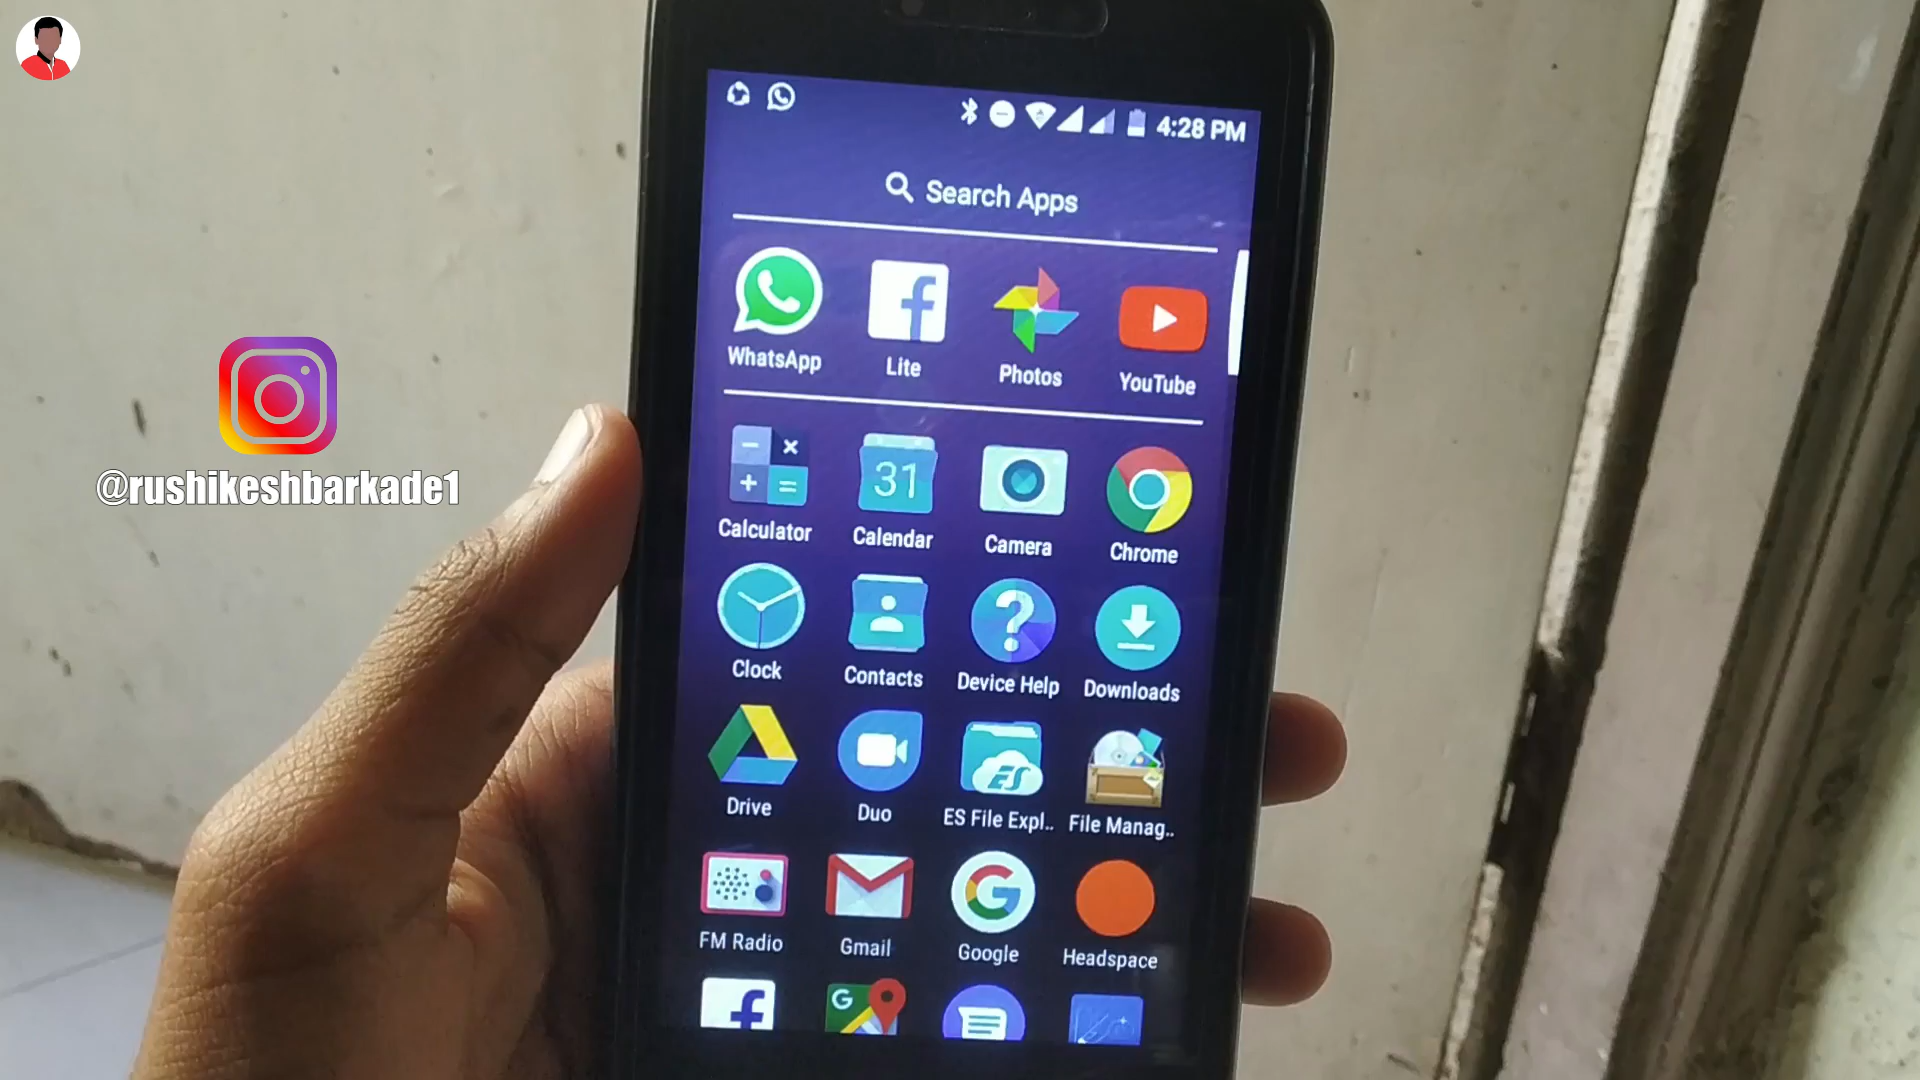 4:28 PM
Search Apps
WhatsApp Lite Photos YouTube
31
Calculator Calendar Camera Chrome
Clock Contacts Device Help Downloads
ES
Drive Duo ES File Expl.. File Manag..
G
FM Radio Gmail Google Headspace
G
@rushikeshbarkade1